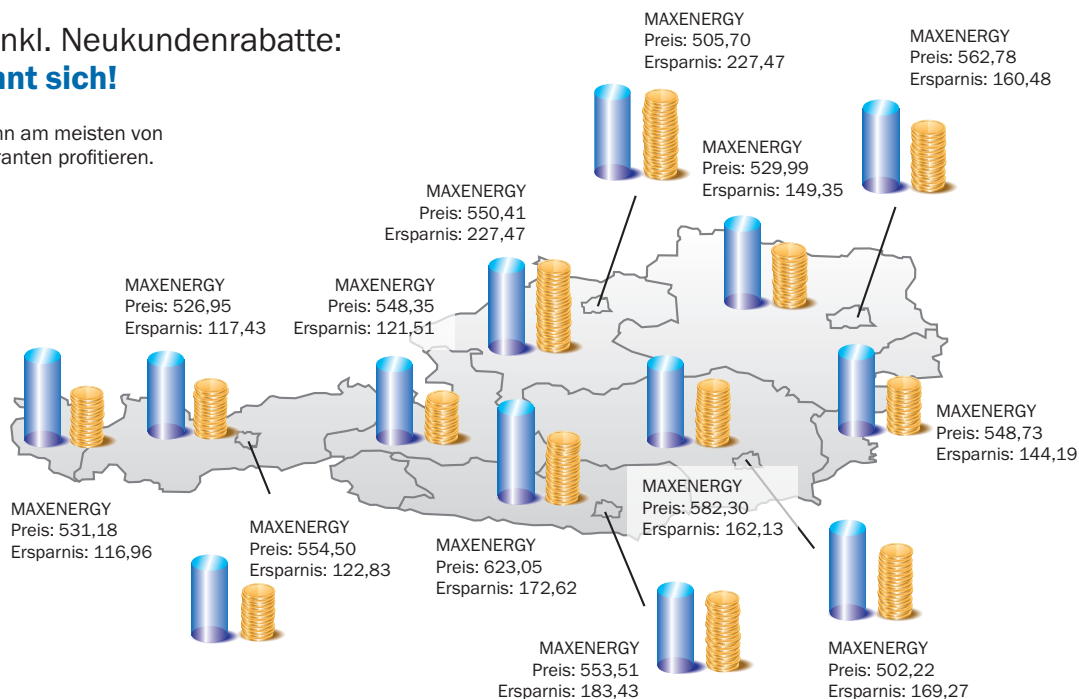 nkl. Neukundenrabatte:
nt sich!
nn am meisten von
ranten profitieren.
MAXENERGY
Preis: 505,70
Ersparnis: 227,47
MAXENERGY
Preis: 562,78
Ersparnis: 160,48
MAXENERGY
Preis: 529,99
Ersparnis: 149,35
MAXENERGY
Preis: 550,41
Ersparnis: 227,47
MAXENERGY
Preis: 526,95
Ersparnis: 117,43
MAXENERGY
Preis: 548,35
Ersparnis: 121,51
MAXENERGY
Preis: 548,73
Ersparnis: 144,19
MAXENERGY
Preis: 531,18
Ersparnis: 116,96
MAXENERGY
Preis: 554,50
Ersparnis: 122,83
MAXENERGY
Preis: 623,05
Ersparnis: 172,62
MAXENERGY
Preis: 582,30
Ersparnis: 162,13
MAXENERGY
Preis: 553,51
Ersparnis: 183,43
MAXENERGY
Preis: 502,22
Ersparnis: 169,27